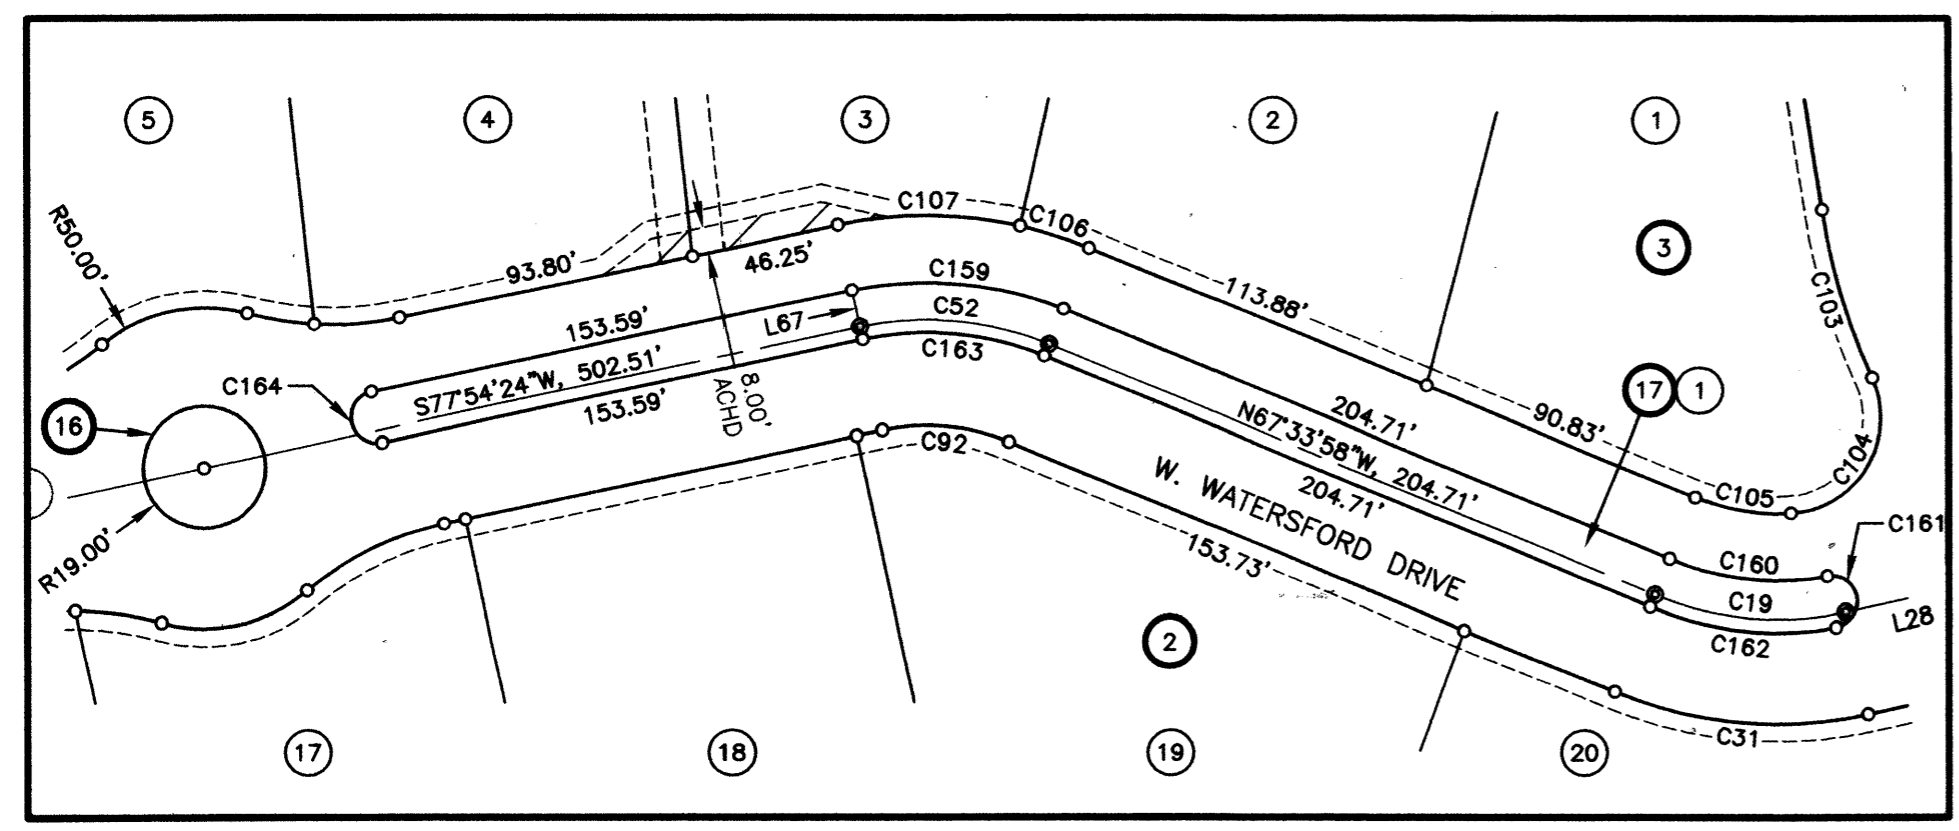 5
4
3
2
1
R50.00'
C107
C106
93.80'
46.25'
C159
3
113.88'
C103
153.59'
L67
C52
C163
C164
S77°54'24"W, 502.51'
153.59'
8.00'
ACHD
17
1
16
204.71'
90.83'
C92
N67°33'58"W, 204.71'
204.71'
C104
C105
W. WATERSFORD DRIVE
C161
R19.00'
153.73'
C160
C19
L28
C162
2
17
18
19
20
C31